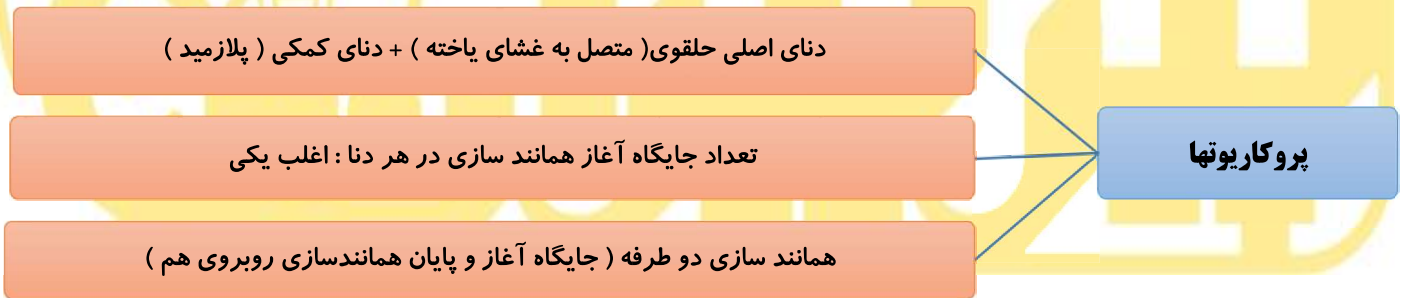 پروکاریوتها
دنای اصلی حلقوی( متصل به غشای یاخته ) + دنای کمکی ( پلازمید )
تعداد جایگاه آغاز همانند سازی در هر دنا : اغلب یکی
همانند سازی دو طرفه ( جایگاه آغاز و پایان همانندسازی روبروی هم )